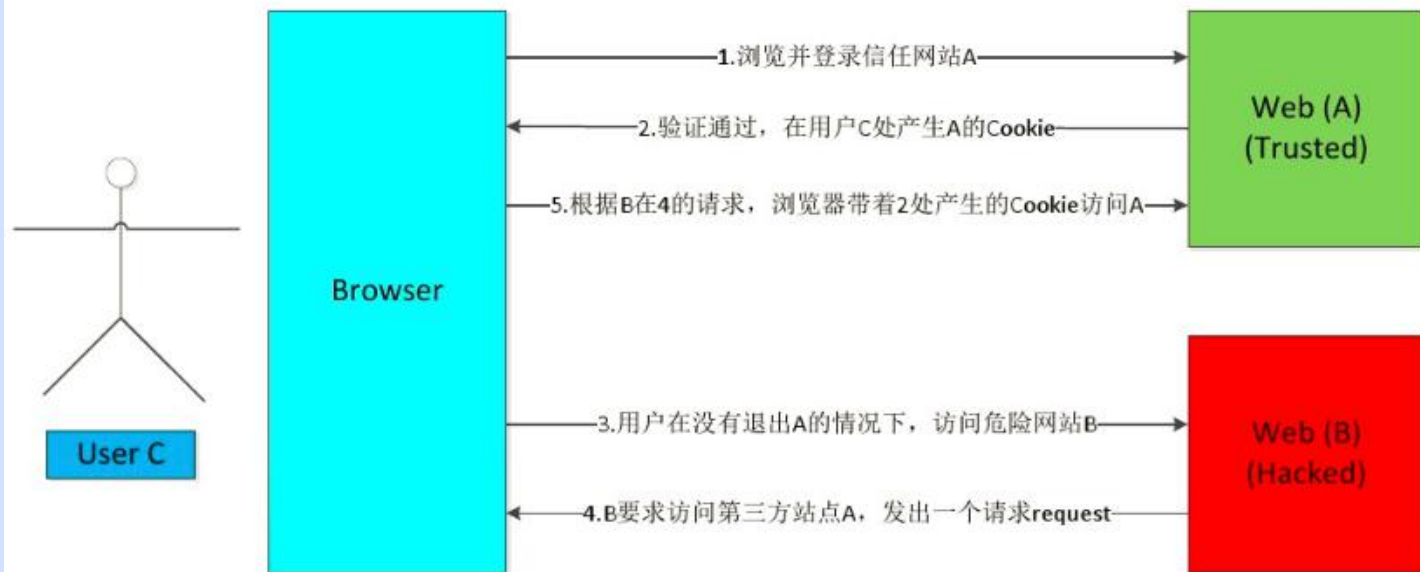 1.浏览并登录信任网站A
Web (A)
(Trusted)
2.验证通过，在用户C处产生A的Cookie
5.根据B在4的请求，浏览器带着2处产生的Cookie访问A
Browser
User C
3.用户在没有退出A的情况下，访问危险网站B
Web (B)
(Hacked)
4.B要求访问第三方站点A，发出一个请求request